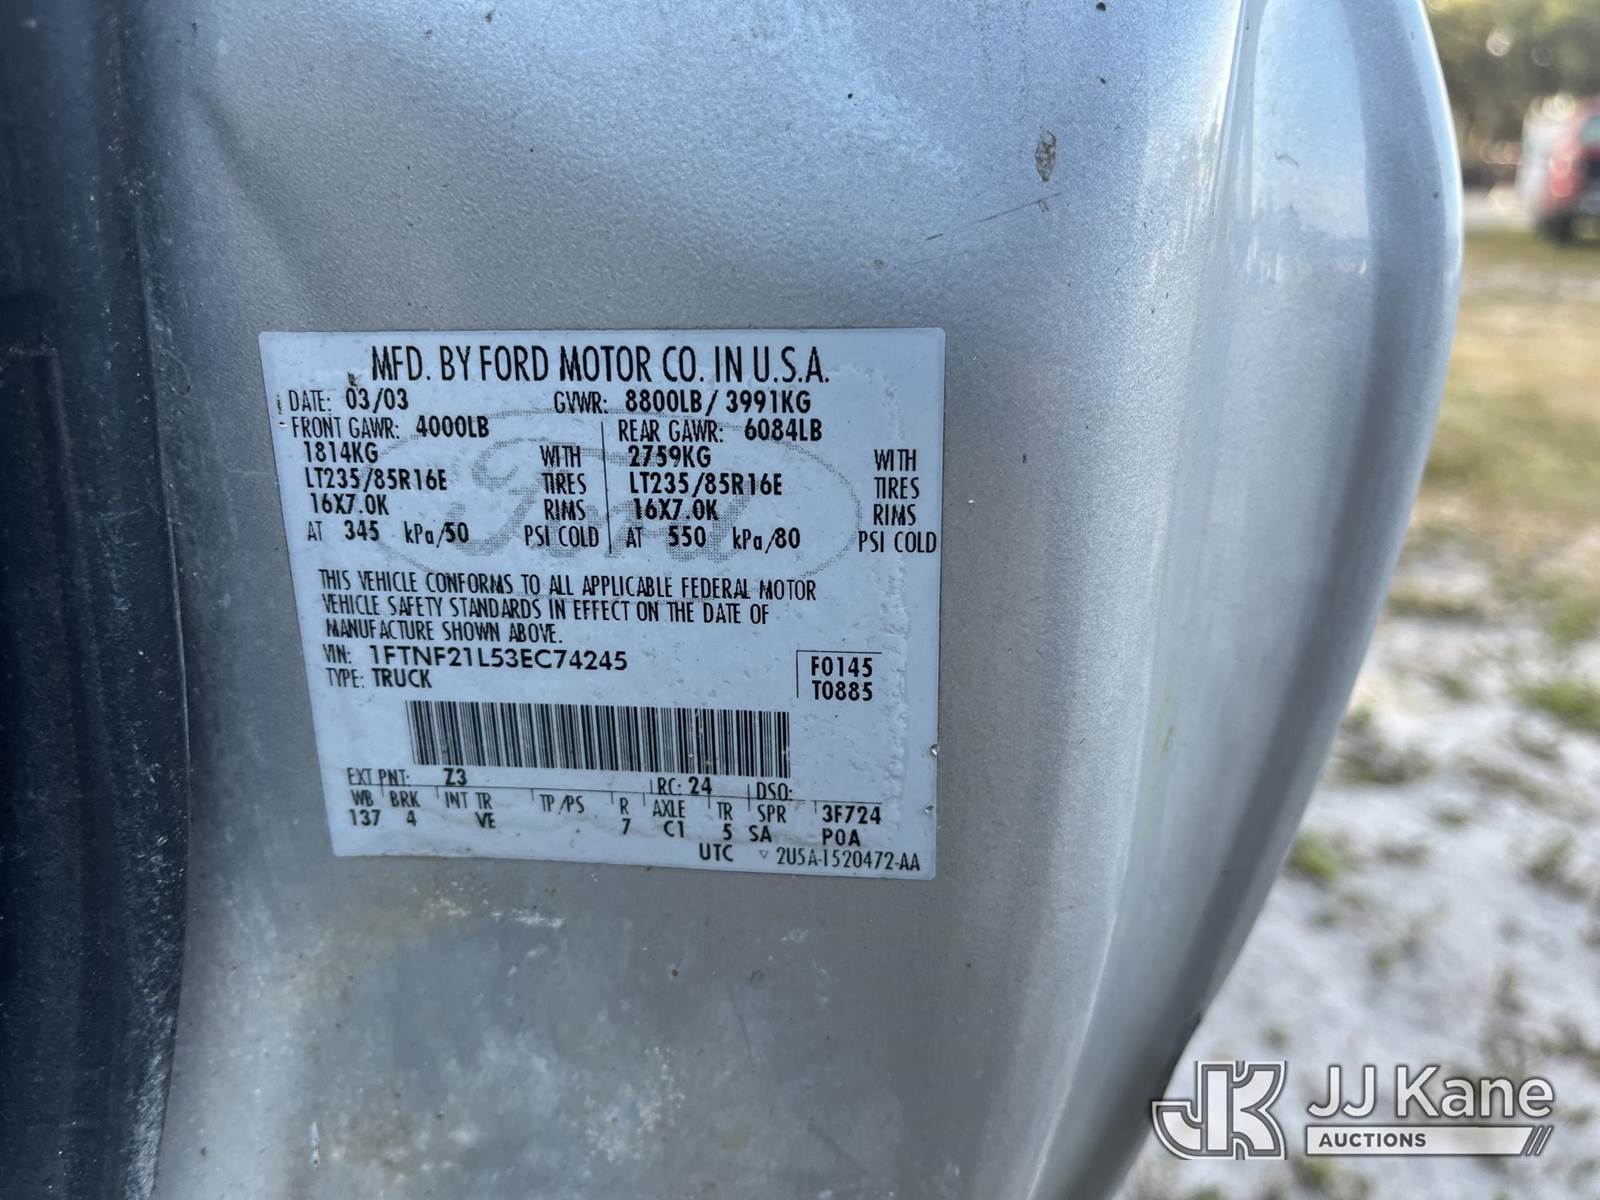 MFD. BY FORD MOTOR CO. IN U.S.A.
DATE: 03/03 GVWR: 8800LB / 3991KG
FRONT GAWR: 4000LB REAR GAWR: 6084LB
1814KG WITH 2759KG WITH
LT235/85R16E TIRES LT235/85R16E TIRES
16X7.0K RIMS 16X7.0K RIMS
AT 345 kPa/50 PSI COLD AT 550 kPa/80 PSI COLD
Ford
THIS VEHICLE CONFORMS TO ALL APPLICABLE FEDERAL MOTOR
VEHICLE SAFETY STANDARDS IN EFFECT ON THE DATE OF
MANUFACTURE SHOWN ABOVE.
VIN: 1FTNF21L53EC74245 F0145
TYPE: TRUCK T0885
EXT PNT: Z3 RC: 24 DSO:
WB BRK INT TR TP/PS R AXLE TR SPR 3F724
137 4 VE 7 C1 5 SA P0A
UTC ▽ 2U5A-1520472-AA
JK JJ Kane
AUCTIONS